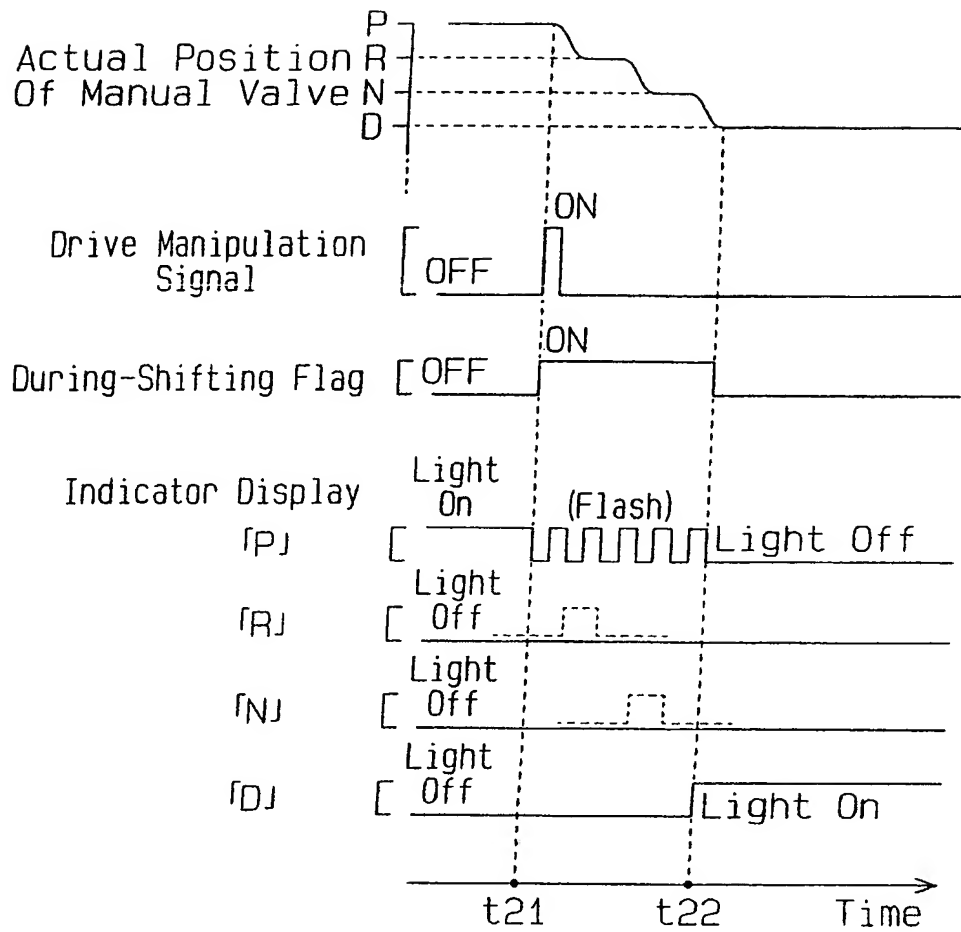 P
Actual Position R
Of Manual Valve N
D
ON
Drive Manipulation
Signal
OFF
ON
During-Shifting Flag
OFF
Light
On
Indicator Display
(Flash)
「P」
Light Off
Light
Off
「R」
Light
Off
「N」
Light
Off
「D」
Light On
t21
t22
Time